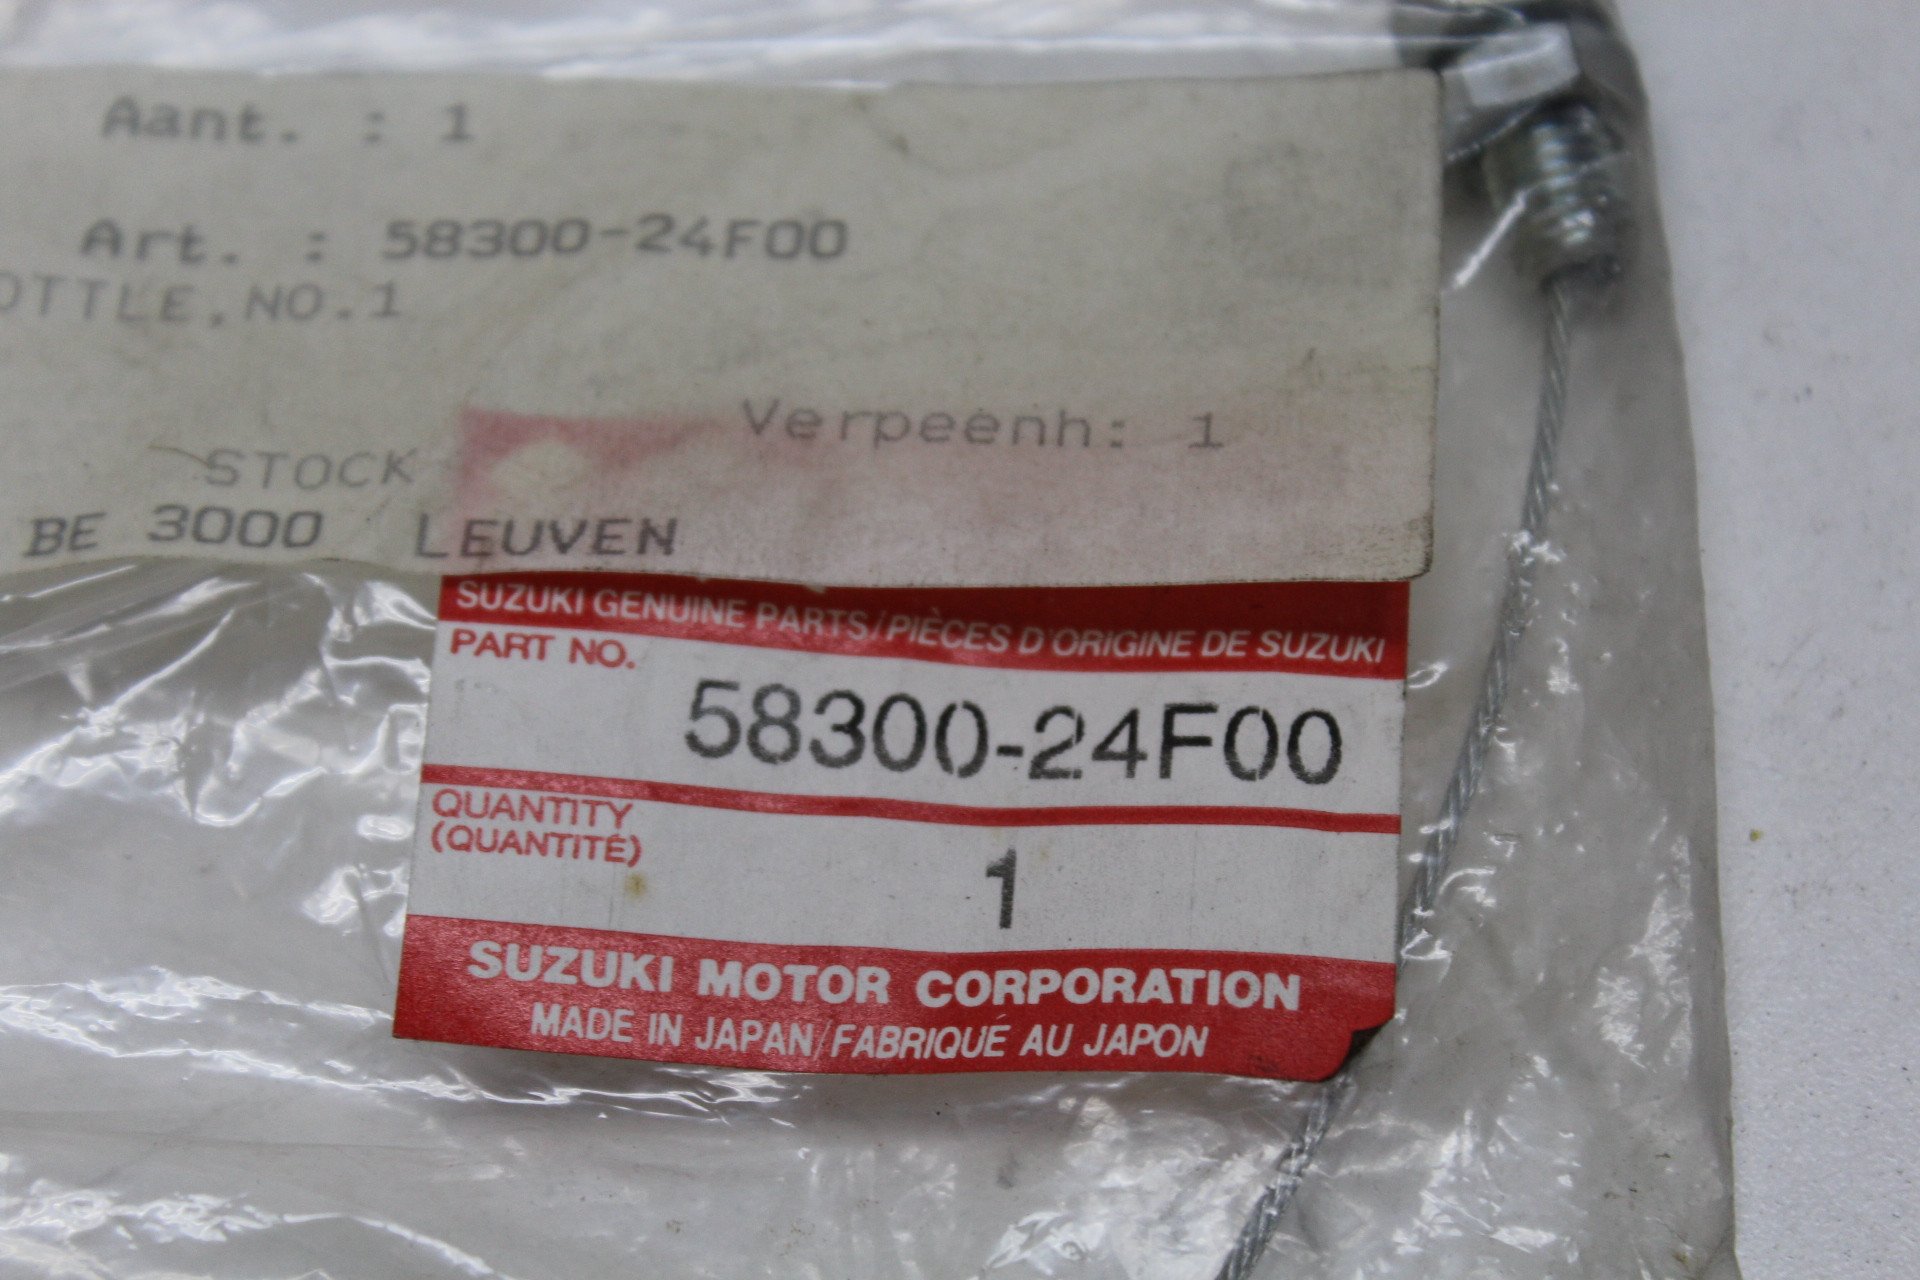 Aant. : 1
Art. : 58300-24F00
OTTLE,NO.1
Verpeenh: 1
STOCK
BE 3000 LEUVEN
SUZUKI GENUINE PARTS/PIÈCES D'ORIGINE DE SUZUKI
PART NO.
58300-24F00
QUANTITY
(QUANTITÉ)
1
SUZUKI MOTOR CORPORATION
MADE IN JAPAN/FABRIQUÉ AU JAPON